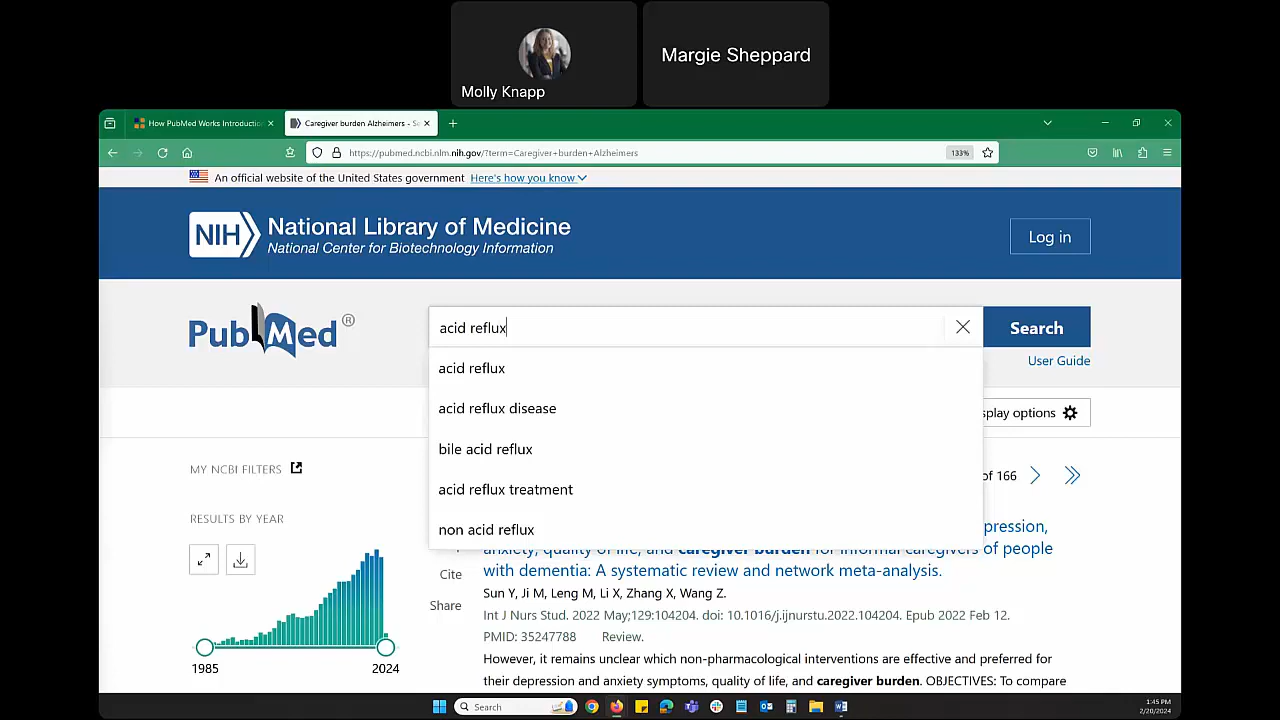 Molly Knapp
Margie Sheppard
How PubMed Works Introduction
Caregiver burden Alzheimers - Se
https://pubmed.ncbi.nlm.nih.gov/?term=Caregiver+burden+Alzheimers
133%
An official website of the United States government Here's how you know
NIH
National Library of Medicine
National Center for Biotechnology Information
Log in
PubMed®
acid reflux
Search
User Guide
acid reflux
acid reflux disease
bile acid reflux
acid reflux treatment
non acid reflux
splay options
MY NCBI FILTERS
of 166
RESULTS BY YEAR
1985
2024
pression,
anxiety, quality of life, and caregiver burden for informal caregivers of people
with dementia: A systematic review and network meta-analysis.
Cite
Share
Sun Y, Ji M, Leng M, Li X, Zhang X, Wang Z.
Int J Nurs Stud. 2022 May;129:104204. doi: 10.1016/j.ijnurstu.2022.104204. Epub 2022 Feb 12.
PMID: 35247788 Review.
However, it remains unclear which non-pharmacological interventions are effective and preferred for
their depression and anxiety symptoms, quality of life, and caregiver burden. OBJECTIVES: To compare
Search
1:45 PM
2/20/2024